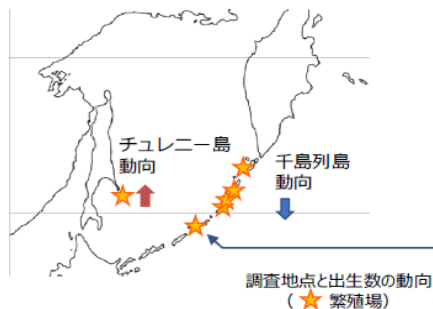 チュレニー島
動向
千島列島
動向
調査地点と出生数の動向
（ 繁殖場）